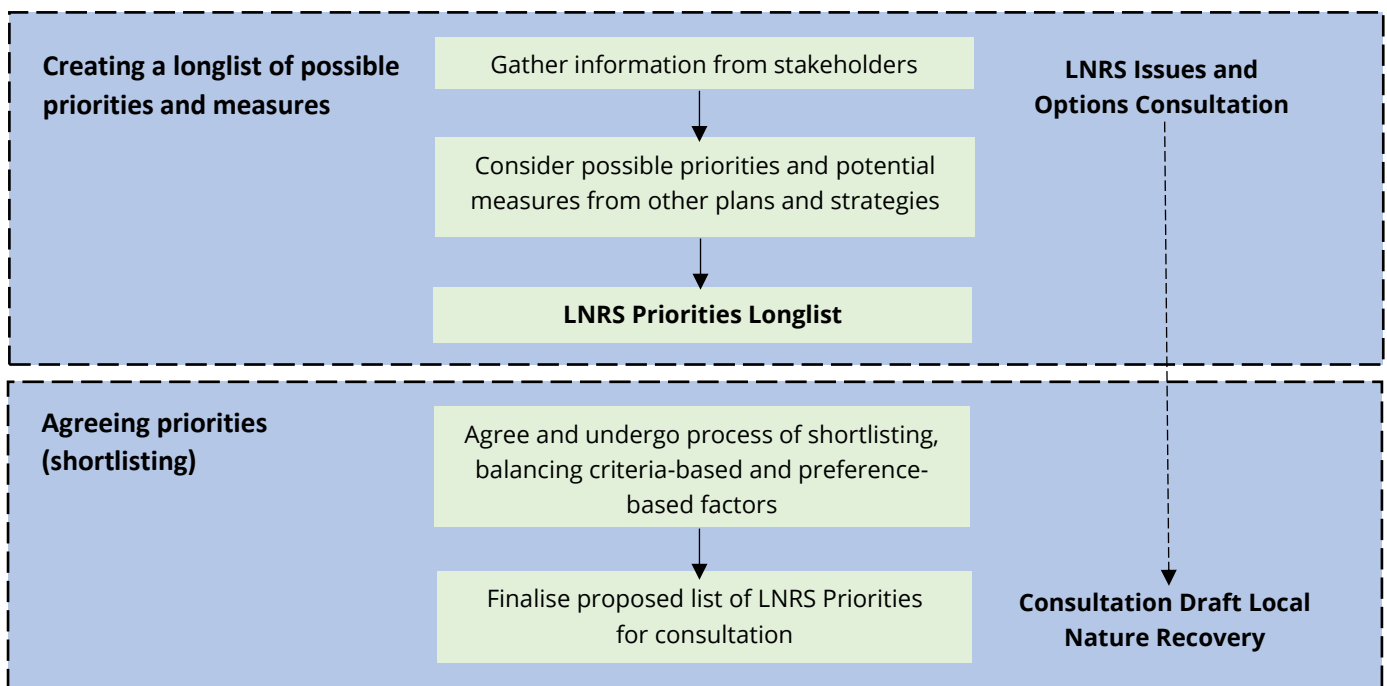 Creating a longlist of possible
priorities and measures
Gather information from stakeholders
Consider possible priorities and potential
measures from other plans and strategies
LNRS Priorities Longlist
LNRS Issues and
Options Consultation
Agreeing priorities
(shortlisting)
Agree and undergo process of shortlisting,
balancing criteria-based and preference-
based factors
Finalise proposed list of LNRS Priorities
for consultation
Consultation Draft Local
Nature Recovery